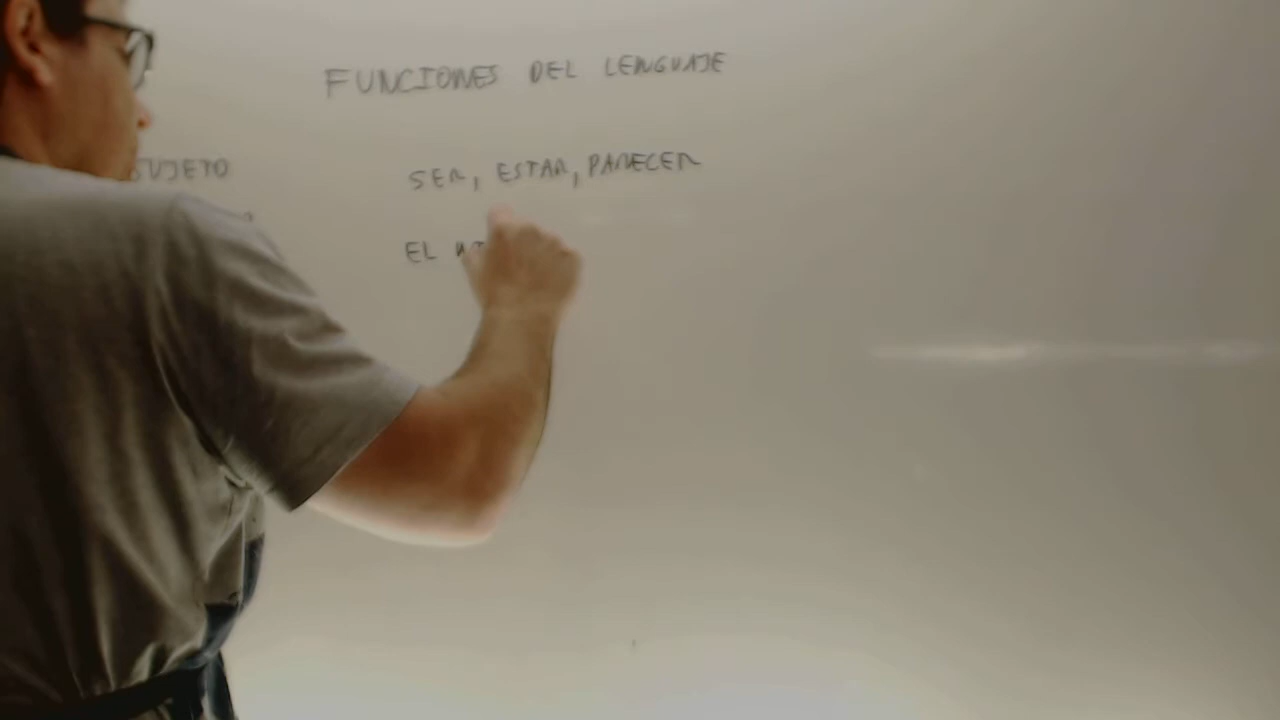 FUNCIONES DEL LENGUAJE
SUJETO
SER, ESTAR, PARECER
EL